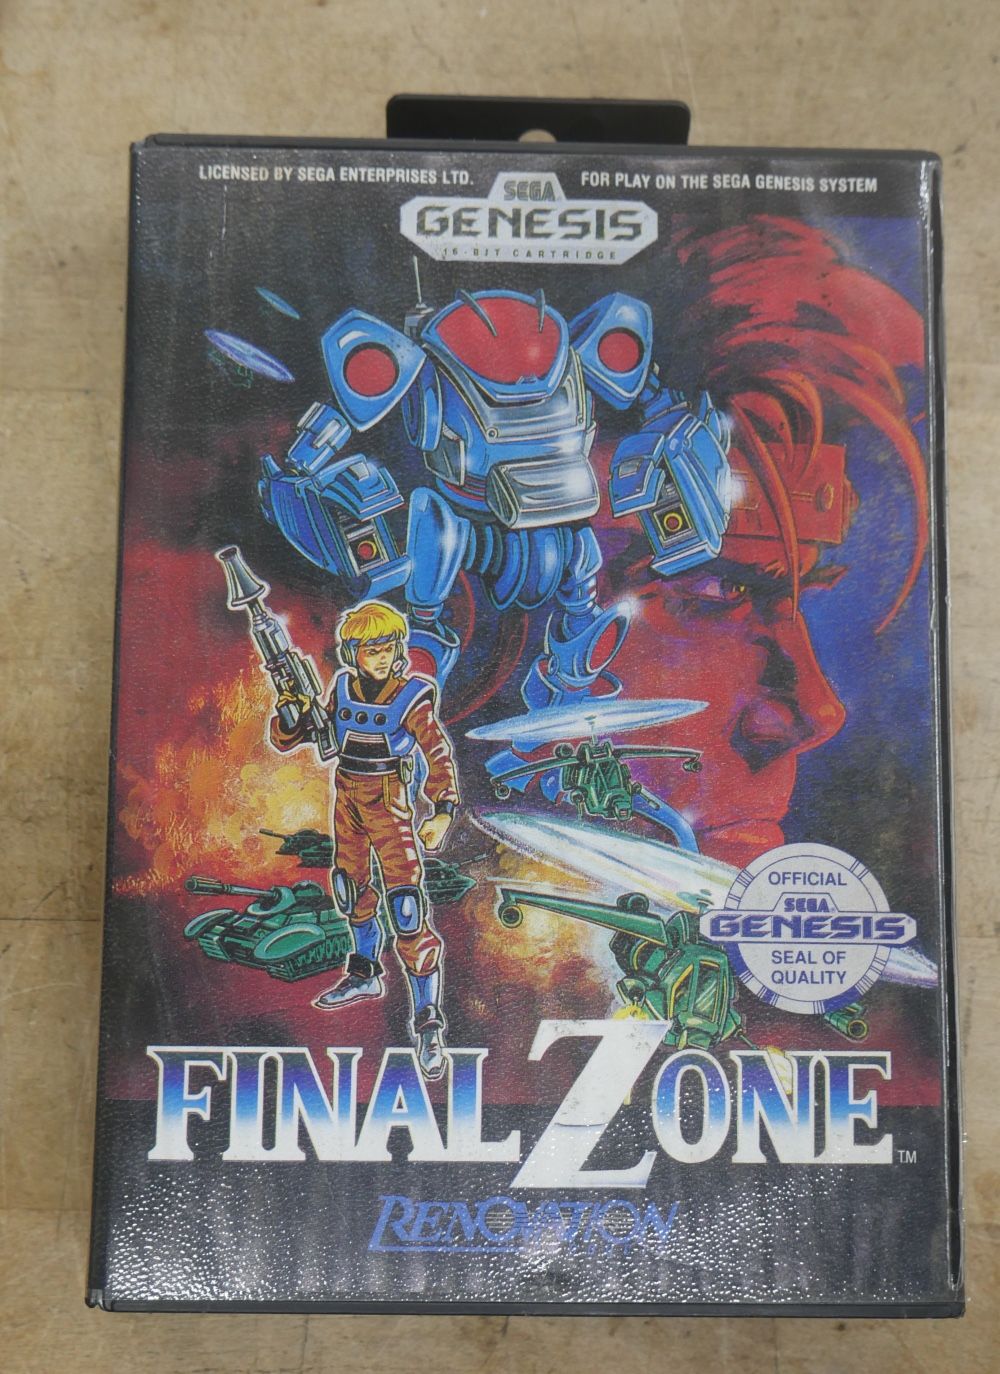 LICENSED BY SEGA ENTERPRISES LTD.
FOR PLAY ON THE SEGA GENESIS SYSTEM
SEGA
GENESIS
16-BIT CARTRIDGE
OFFICIAL
SEGA
GENESIS
SEAL OF
QUALITY
FINAL ZONE TM
RENOVATION